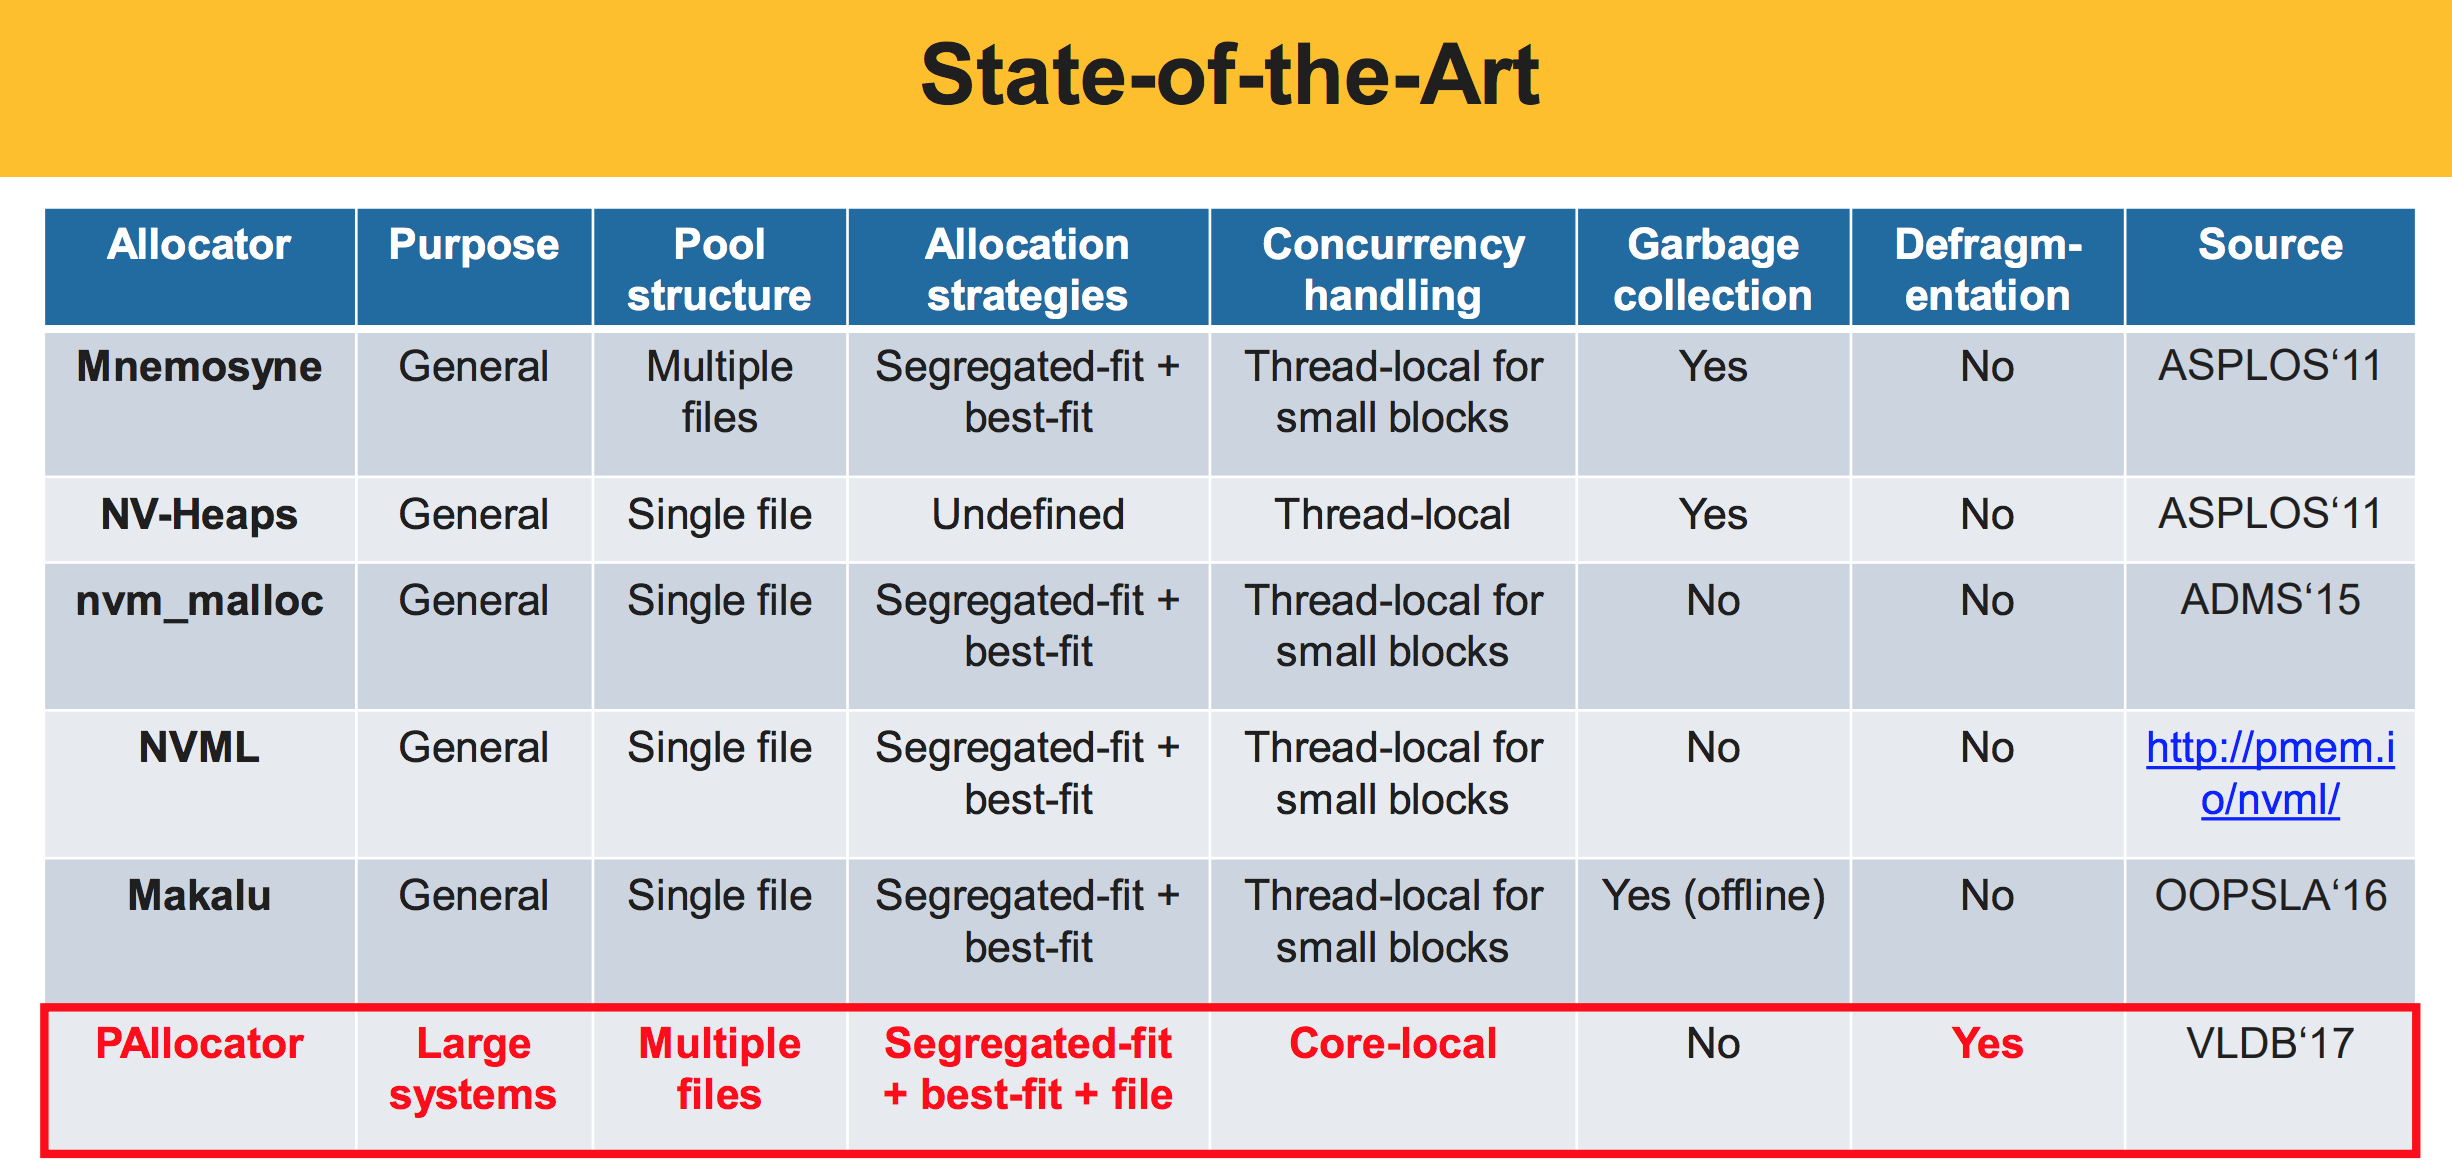 State-of-the-Art
Allocator Purpose Pool structure Allocation strategies Concurrency handling Garbage collection Defragm-entation Source
Mnemosyne General Multiple files Segregated-fit + best-fit Thread-local for small blocks Yes No ASPLOS‘11
NV-Heaps General Single file Undefined Thread-local Yes No ASPLOS‘11
nvm_malloc General Single file Segregated-fit + best-fit Thread-local for small blocks No No ADMS‘15
NVML General Single file Segregated-fit + best-fit Thread-local for small blocks No No http://pmem.io/nvml/
Makalu General Single file Segregated-fit + best-fit Thread-local for small blocks Yes (offline) No OOPSLA‘16
PAllocator Large systems Multiple files Segregated-fit + best-fit + file Core-local No Yes VLDB‘17